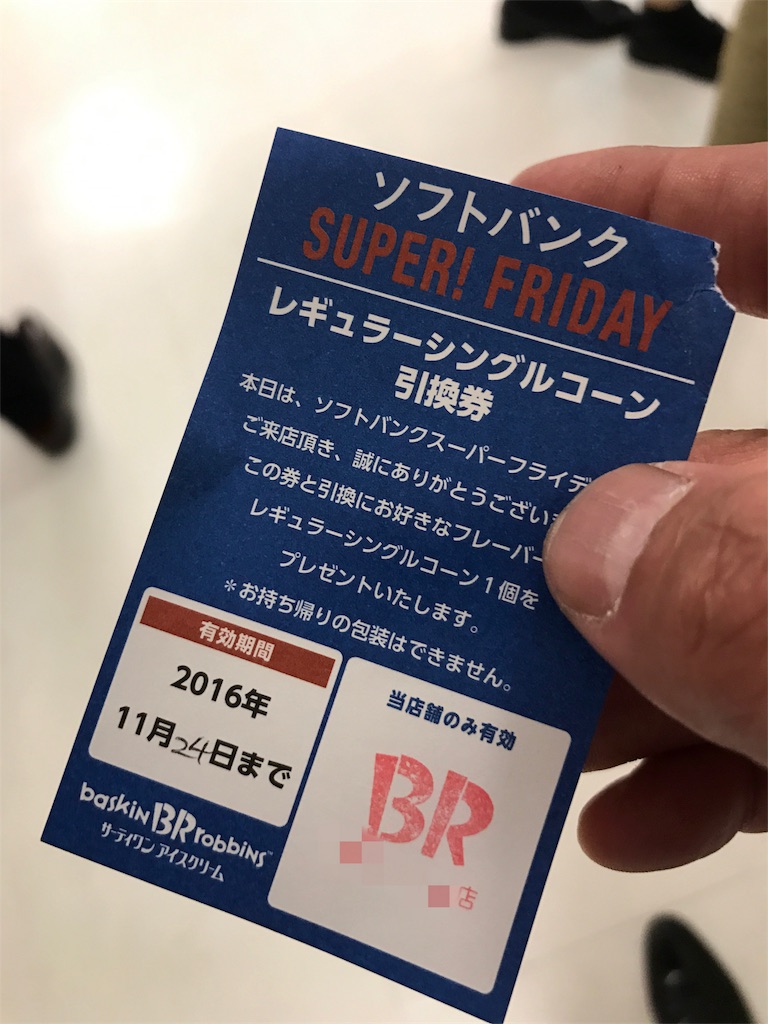 ソフトバンク
SUPER! FRIDAY
レギュラーシングルコーン
引換券
本日は、ソフトバンクスーパーフライデ
ご来店頂き、誠にありがとうござい
この券と引換にお好きなフレーバー
レギュラーシングルコーン1個を
プレゼントいたします。
*お持ち帰りの包装はできません。
有効期間
2016年
11月24日まで
当店舗のみ有効
BR
店
baskin BR robbins™
サーティワン アイスクリーム